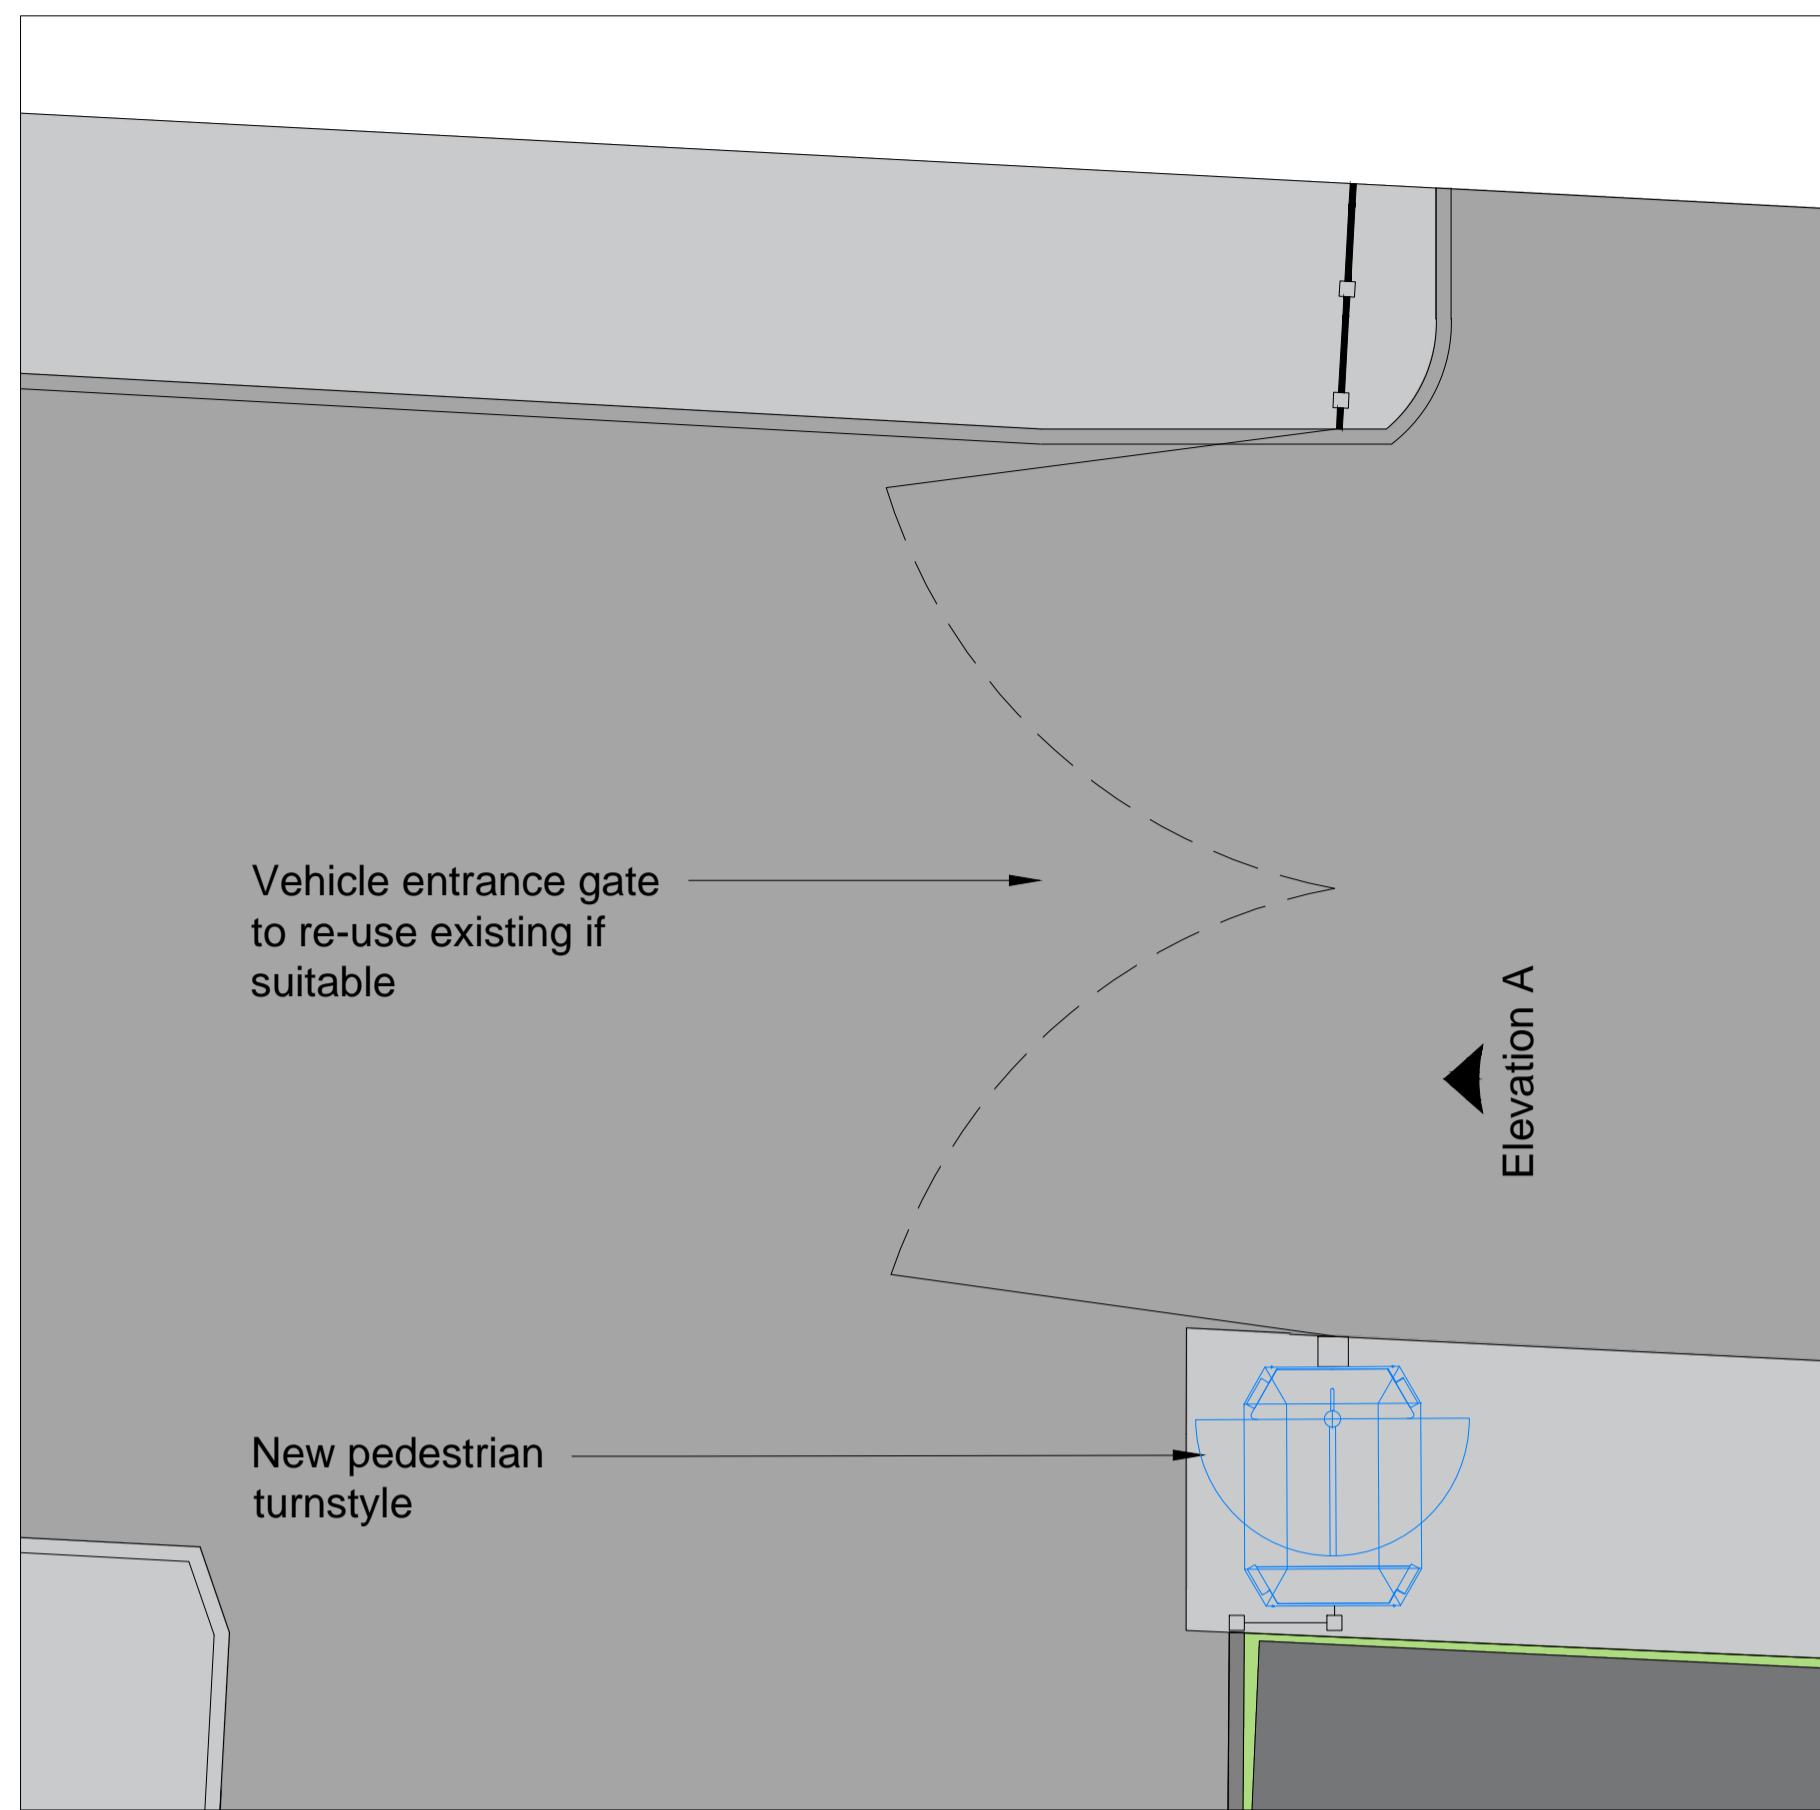 Vehicle entrance gate
to re-use existing if
suitable
Elevation A
New pedestrian
turnstyle